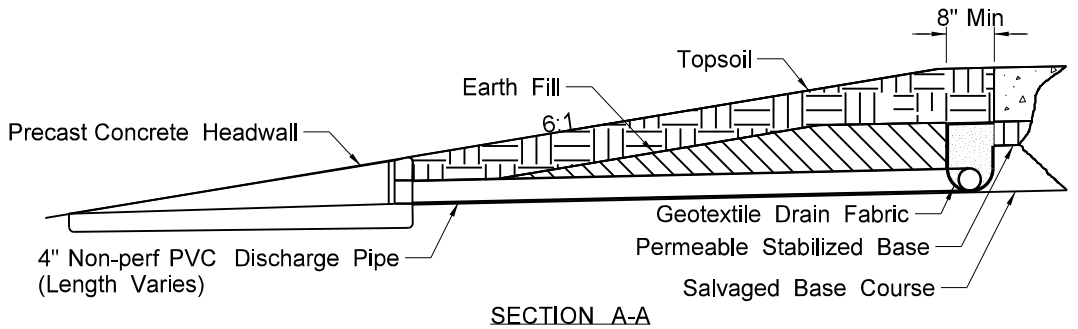 8" Min
Topsoil
Earth Fill
6:1
Precast Concrete Headwall
Geotextile Drain Fabric
4" Non-perf PVC Discharge Pipe
(Length Varies)
Permeable Stabilized Base
Salvaged Base Course
SECTION A-A